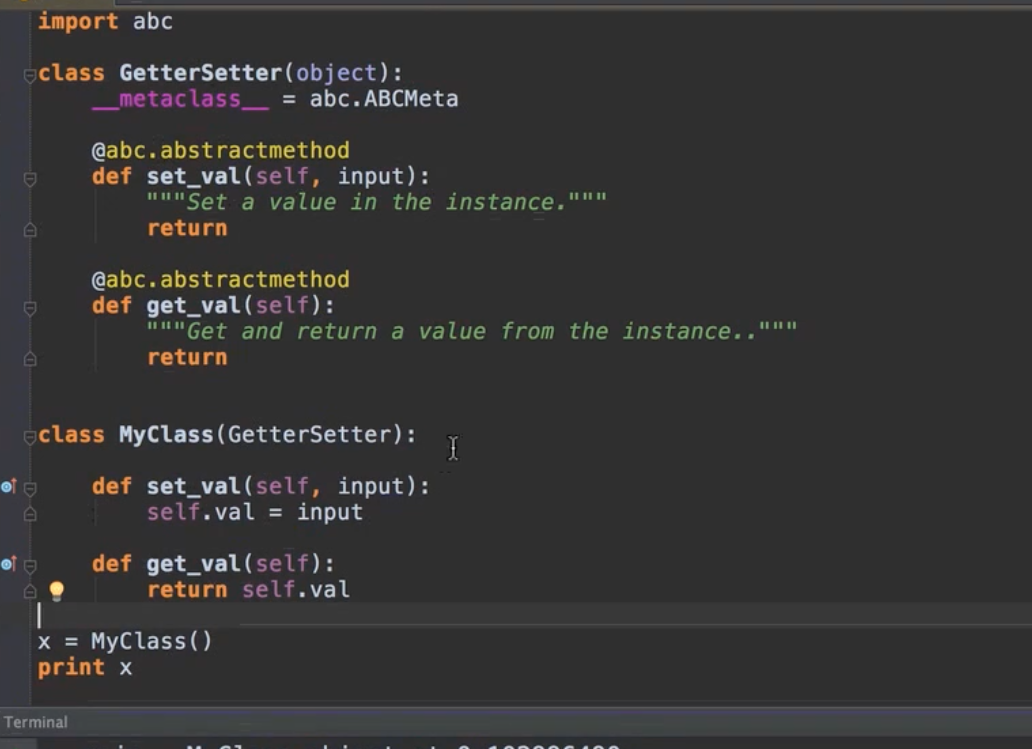 import abc
class GetterSetter(object):
__metaclass__ = abc.ABCMeta
@abc.abstractmethod
def set_val(self, input):
"""Set a value in the instance."""
return
@abc.abstractmethod
def get_val(self):
"""Get and return a value from the instance.."""
return
class MyClass(GetterSetter):
def set_val(self, input):
self.val = input
def get_val(self):
return self.val
x = MyClass()
print x
Terminal